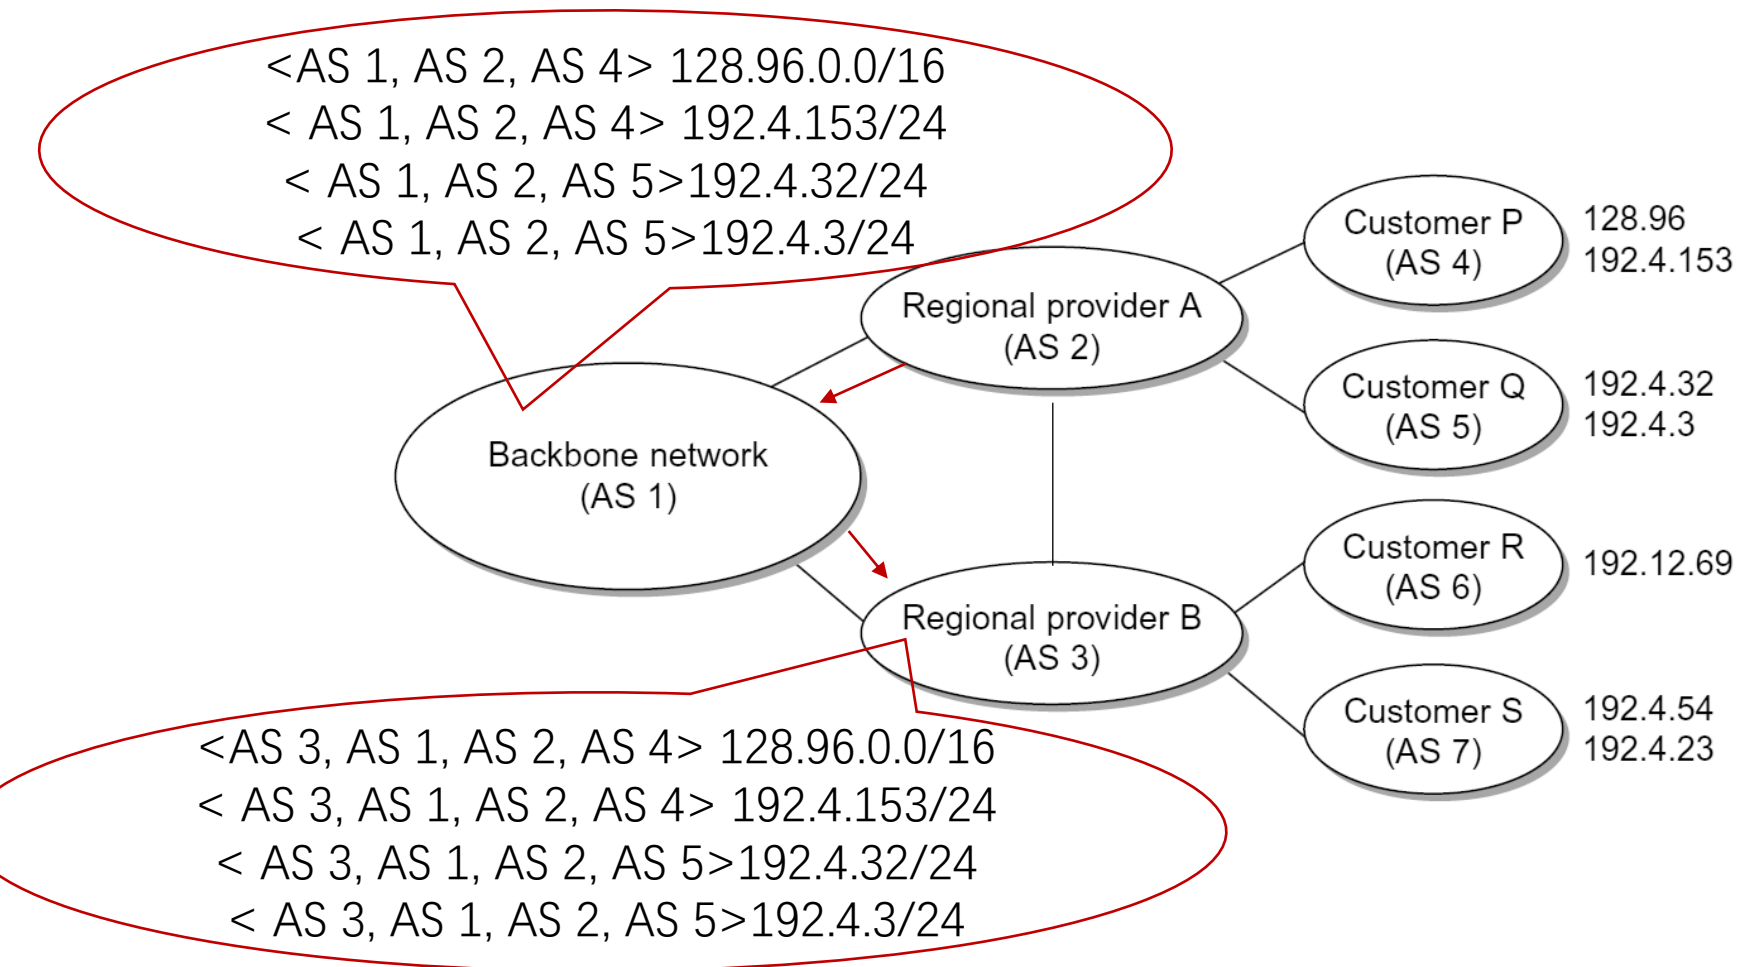 <AS 1, AS 2, AS 4> 128.96.0.0/16
< AS 1, AS 2, AS 4> 192.4.153/24
< AS 1, AS 2, AS 5>192.4.32/24
< AS 1, AS 2, AS 5>192.4.3/24
Customer P
(AS 4)
128.96
192.4.153
Regional provider A
(AS 2)
Customer Q
(AS 5)
192.4.32
192.4.3
Backbone network
(AS 1)
Customer R
(AS 6)
192.12.69
Regional provider B
(AS 3)
Customer S
(AS 7)
192.4.54
192.4.23
<AS 3, AS 1, AS 2, AS 4> 128.96.0.0/16
< AS 3, AS 1, AS 2, AS 4> 192.4.153/24
< AS 3, AS 1, AS 2, AS 5>192.4.32/24
< AS 3, AS 1, AS 2, AS 5>192.4.3/24